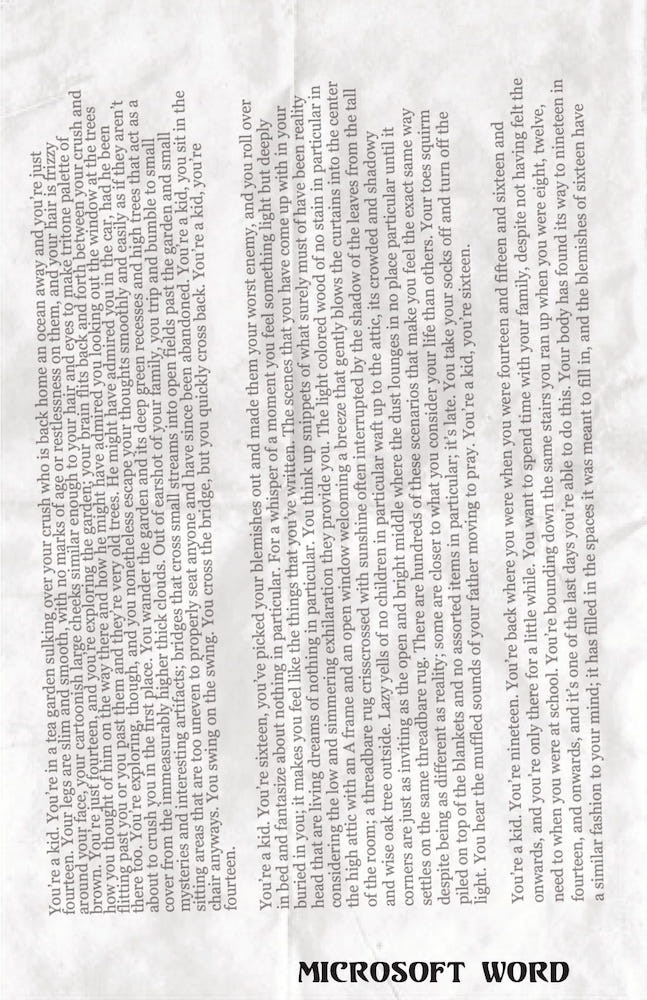 You're a kid. You're in a tea garden sulking over your crush who is back home an ocean away and you're just
fourteen. Your legs are slim and smooth, with no marks of age or restlessness on them, and your hair is frizzy
around your face, your cartoonish large cheeks similar enough to your hair and eyes to make tritone palette of
brown. You're just fourteen, and you're exploring the garden; your brain flits back and forth between your crush and
how you thought of him on the way there and how he might have admired you looking out the window at the trees
flitting past you or you past them and they're very old trees. He might have admired you in the car, had he been
there too. You're exploring, though, and you nonetheless escape your thoughts smoothly and easily as if they aren't
about to crush you in the first place. You wander the garden and its deep green recesses and high trees that act as a
cover from the immeasurably higher thick clouds. Out of earshot of your family, you trip and bumble to small
mysteries and interesting artifacts; bridges that cross small streams into open fields past the garden and small
sitting areas that are too uneven to properly seat anyone and have since been abandoned. You're a kid, you sit in the
chair anyways. You swing on the swing. You cross the bridge, but you quickly cross back. You're a kid, you're
fourteen.
You're a kid. You're sixteen, you've picked your blemishes out and made them your worst enemy, and you roll over
in bed and fantasize about nothing in particular. For a whisper of a moment you feel something light but deeply
buried in you; it makes you feel like the things that you've written. The scenes that you have come up with in your
head that are living dreams of nothing in particular. You think up snippets of what surely must of have been reality
considering the low and simmering exhilaration they provide you. The light colored wood of no stain in particular in
the high attic with an A frame and an open window welcoming a breeze that gently blows the curtains into the center
of the room; a threadbare rug crisscrossed with sunshine often interrupted by the shadow of the leaves from the tall
and wise oak tree outside. Lazy yells of no children in particular waft up to the attic, its crowded and shadowy
corners are just as inviting as the open and bright middle where the dust lounges in no place particular until it
settles on the same threadbare rug. There are hundreds of these scenarios that make you feel the exact same way
despite being as different as reality; some are closer to what you consider your life than others. Your toes squirm
piled on top of the blankets and no assorted items in particular; it's late. You take your socks off and turn off the
light. You hear the muffled sounds of your father moving to pray. You're a kid, you're sixteen.
You're a kid. You're nineteen. You're back where you were when you were fourteen and fifteen and sixteen and
onwards, and you're only there for a little while. You want to spend time with your family, despite not having felt the
need to when you were at school. You're bounding down the same stairs you ran up when you were eight, twelve,
fourteen, and onwards, and it's one of the last days you're able to do this. Your body has found its way to nineteen in
a similar fashion to your mind; it has filled in the spaces it was meant to fill in, and the blemishes of sixteen have
MICROSOFT WORD